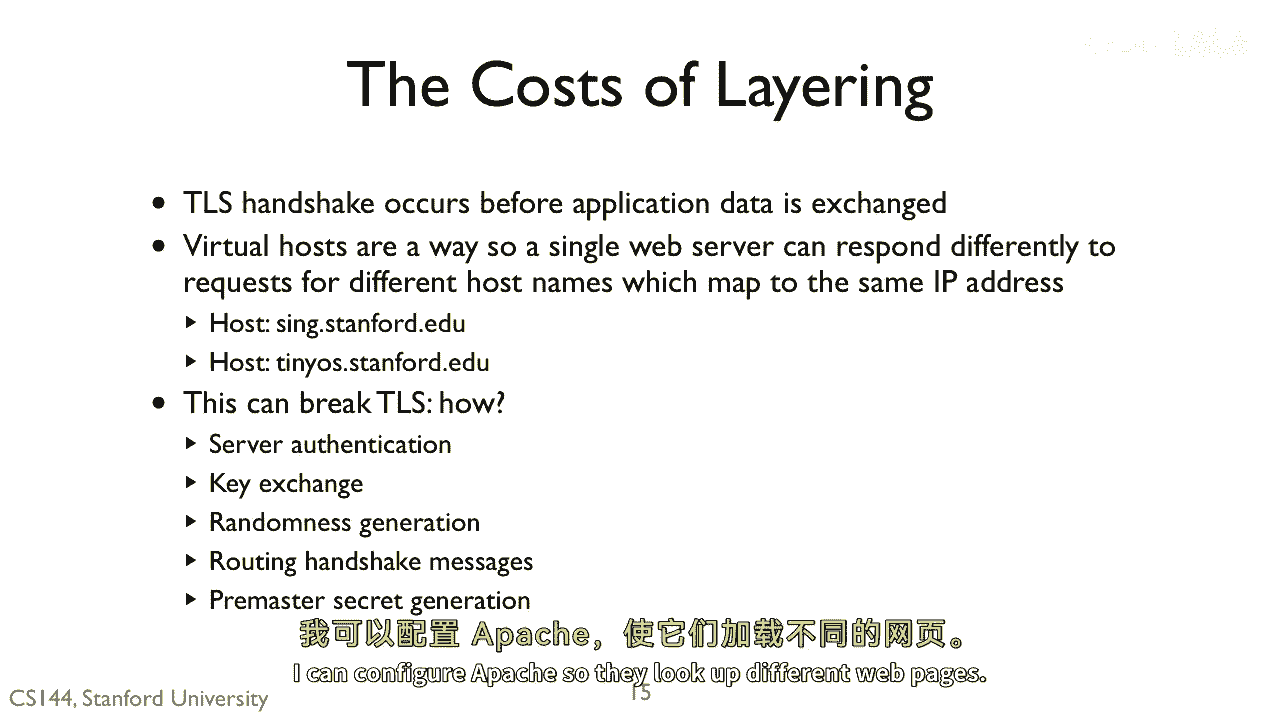 The Costs of Layering
• TLS handshake occurs before application data is exchanged
• Virtual hosts are a way so a single web server can respond differently to
requests for different host names which map to the same IP address
▸ Host: sing.stanford.edu
▸ Host: tinyos.stanford.edu
• This can break TLS: how?
▸ Server authentication
▸ Key exchange
▸ Randomness generation
▸ Routing handshake messages
▸ Premaster secret generation
我可以配置 Apache，使它们加载不同的网页。
I can configure Apache so they look up different web pages.
CS144, Stanford University
15